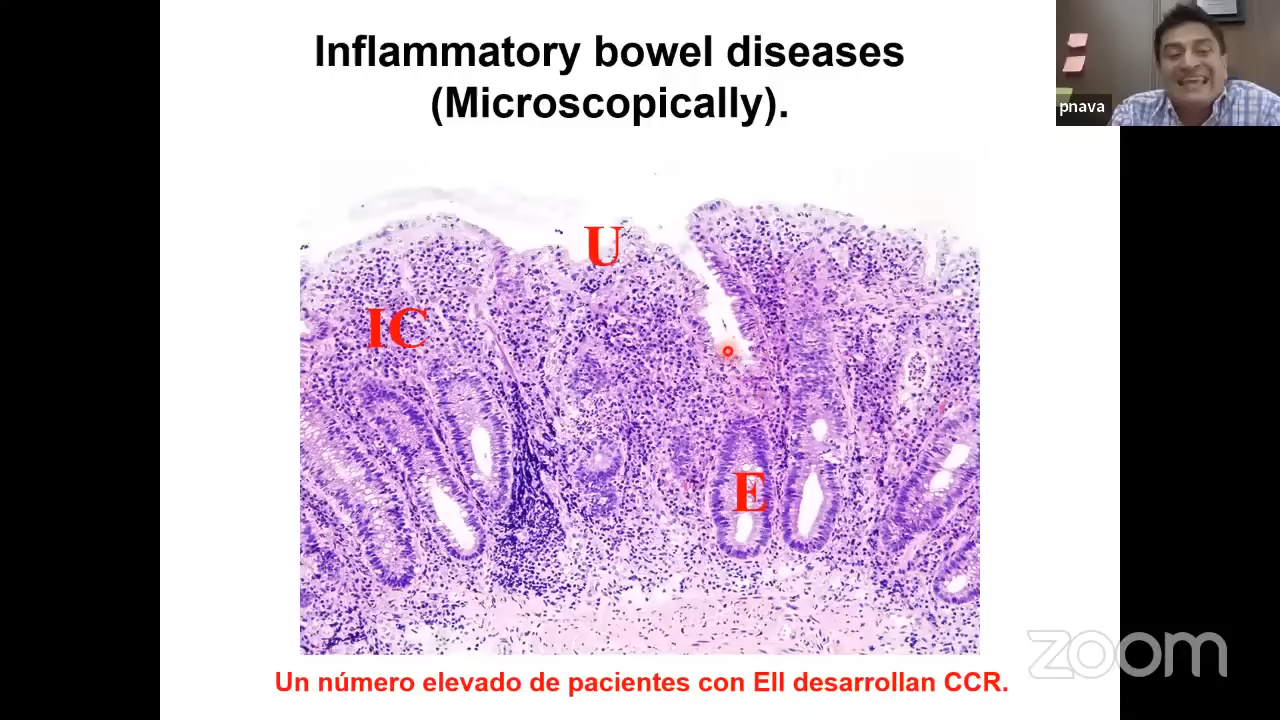 Inflammatory bowel diseases
(Microscopically).
pnava
U
IC
E
zoom
Un número elevado de pacientes con EII desarrollan CCR.